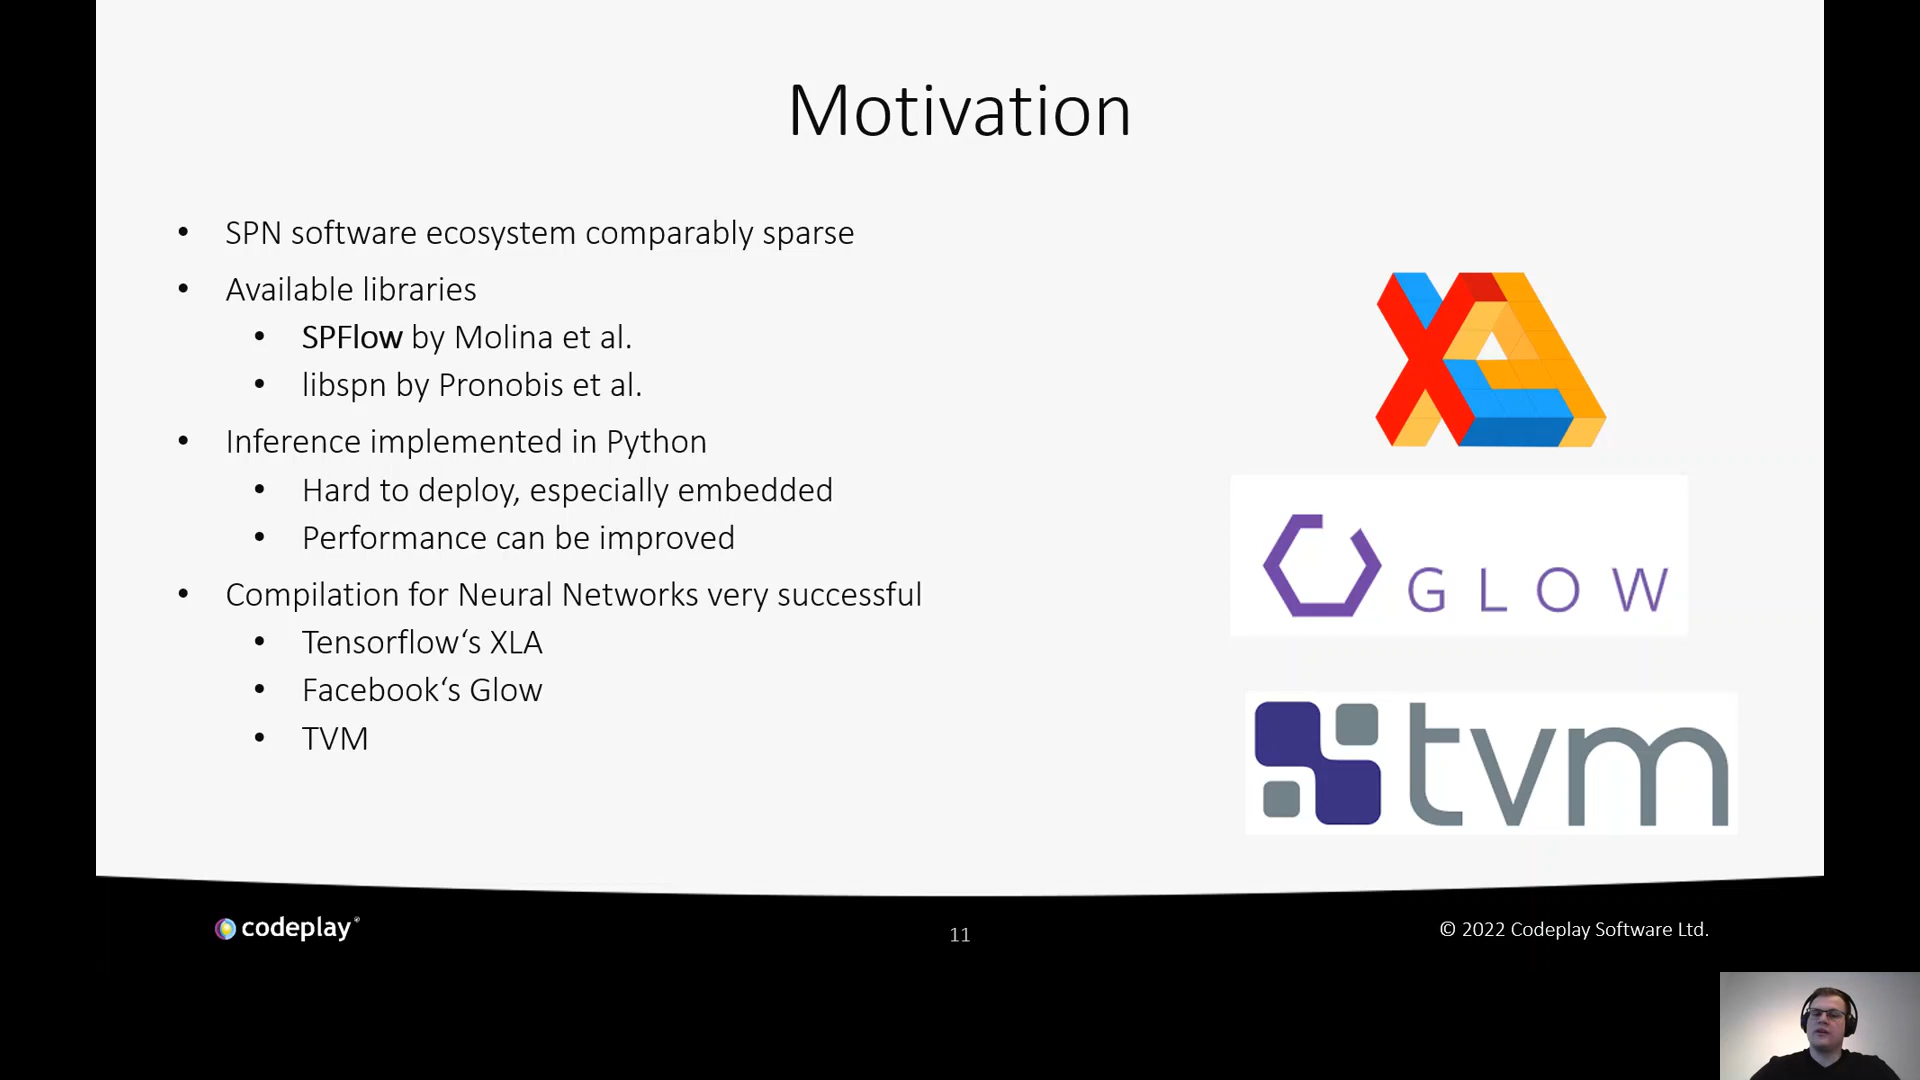 Motivation
• SPN software ecosystem comparably sparse
• Available libraries
• SPFlow by Molina et al.
• libspn by Pronobis et al.
• Inference implemented in Python
• Hard to deploy, especially embedded
• Performance can be improved
• Compilation for Neural Networks very successful
• Tensorflow‘s XLA
• Facebook‘s Glow
• TVM
XLA
GLOW
tvm
codeplay®
11
© 2022 Codeplay Software Ltd.